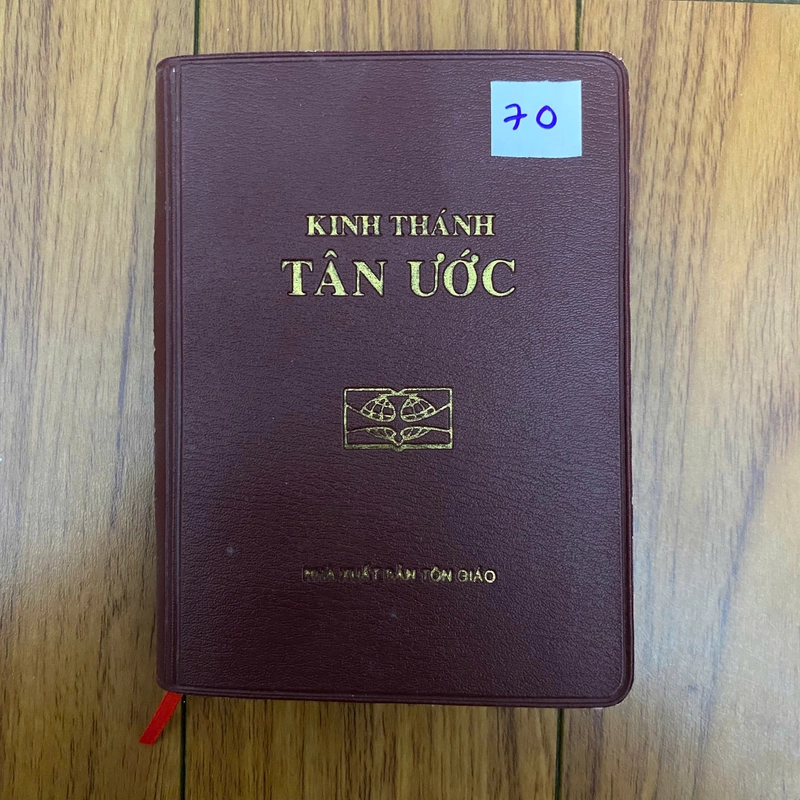 70
KINH THÁNH
TÂN ƯỚC
NHÀ XUẤT BẢN TÔN GIÁO